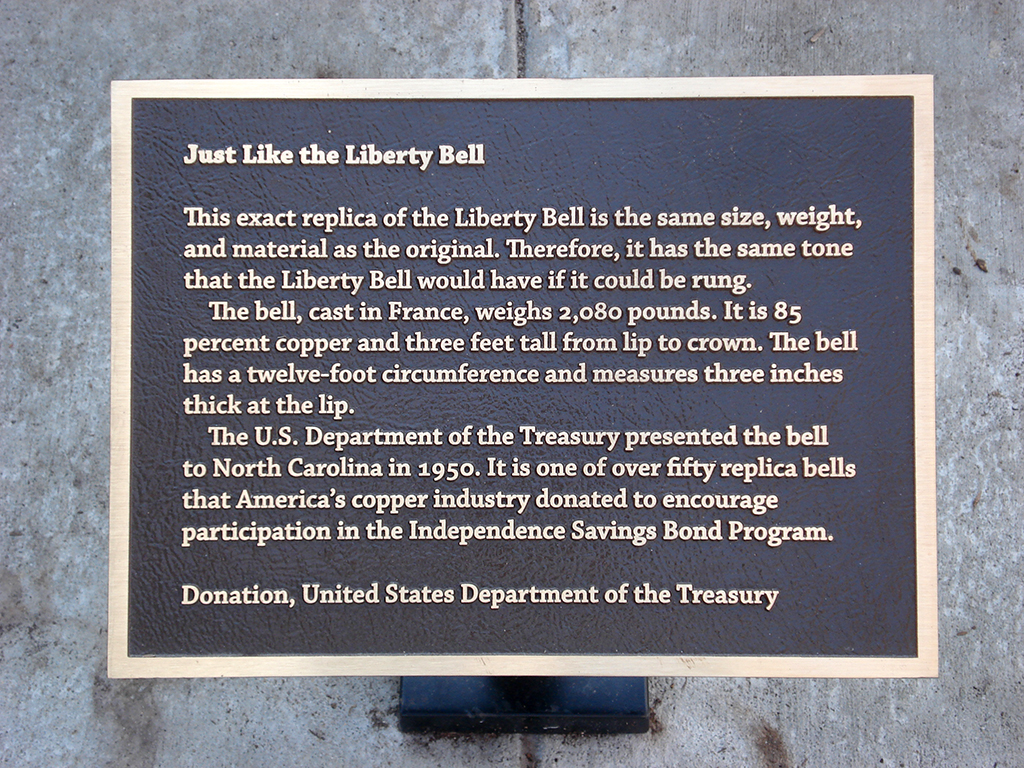 Just Like the Liberty Bell
This exact replica of the Liberty Bell is the same size, weight,
and material as the original. Therefore, it has the same tone
that the Liberty Bell would have if it could be rung.
The bell, cast in France, weighs 2,080 pounds. It is 85
percent copper and three feet tall from lip to crown. The bell
has a twelve-foot circumference and measures three inches
thick at the lip.
The U.S. Department of the Treasury presented the bell
to North Carolina in 1950. It is one of over fifty replica bells
that America’s copper industry donated to encourage
participation in the Independence Savings Bond Program.
Donation, United States Department of the Treasury